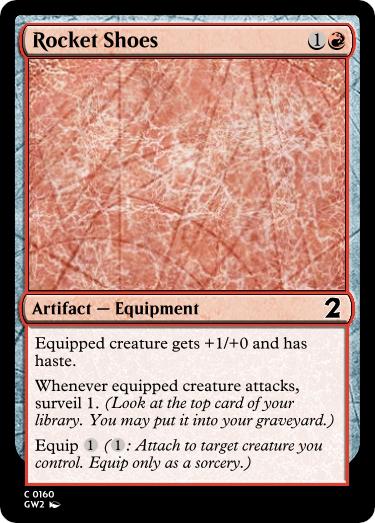 Rocket Shoes 1
Artifact — Equipment 2
Equipped creature gets +1/+0 and has
haste.
Whenever equipped creature attacks,
surveil 1. (Look at the top card of your
library. You may put it into your graveyard.)
Equip 1 (1: Attach to target creature you
control. Equip only as a sorcery.)
C 0160
GW2